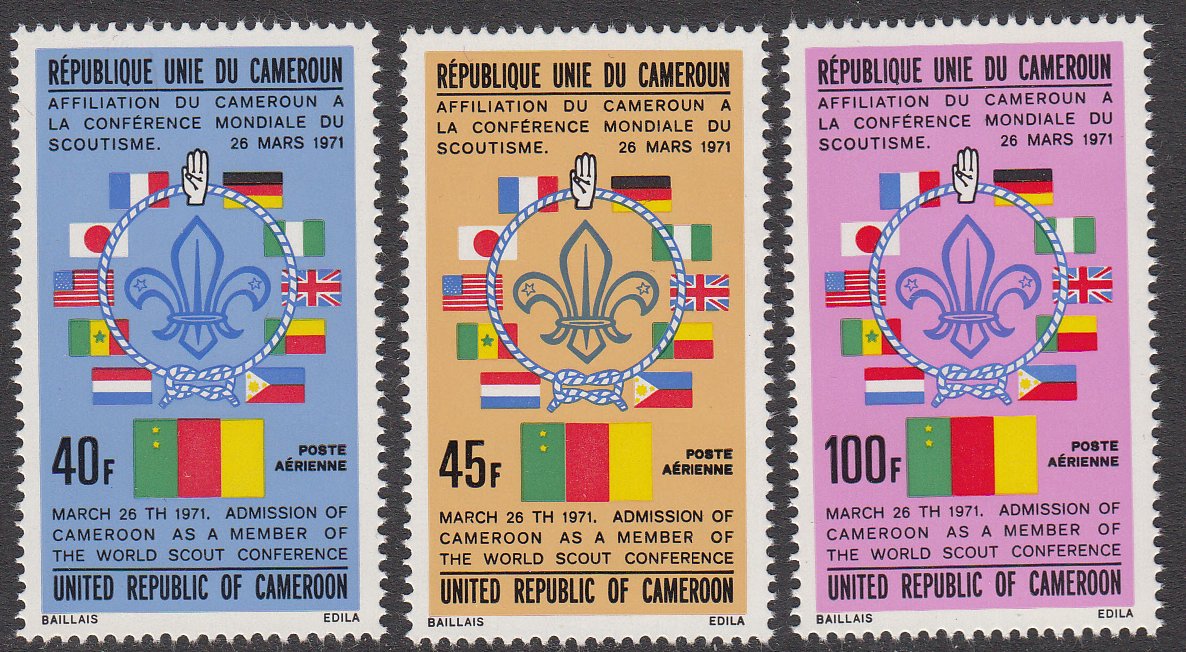 RÉPUBLIQUE UNIE DU CAMEROUN
AFFILIATION DU CAMEROUN A
LA CONFÉRENCE MONDIALE DU
SCOUTISME. 26 MARS 1971
40F
POSTE
AÉRIENNE
MARCH 26 TH 1971. ADMISSION OF
CAMEROON AS A MEMBER OF
THE WORLD SCOUT CONFERENCE
UNITED REPUBLIC OF CAMEROON
BAILLAIS EDILA
RÉPUBLIQUE UNIE DU CAMEROUN
AFFILIATION DU CAMEROUN A
LA CONFÉRENCE MONDIALE DU
SCOUTISME. 26 MARS 1971
45F
POSTE
AÉRIENNE
MARCH 26 TH 1971. ADMISSION OF
CAMEROON AS A MEMBER OF
THE WORLD SCOUT CONFERENCE
UNITED REPUBLIC OF CAMEROON
BAILLAIS EDILA
RÉPUBLIQUE UNIE DU CAMEROUN
AFFILIATION DU CAMEROUN A
LA CONFÉRENCE MONDIALE DU
SCOUTISME. 26 MARS 1971
100F
POSTE
AÉRIENNE
MARCH 26 TH 1971. ADMISSION OF
CAMEROON AS A MEMBER OF
THE WORLD SCOUT CONFERENCE
UNITED REPUBLIC OF CAMEROON
BAILLAIS EDILA